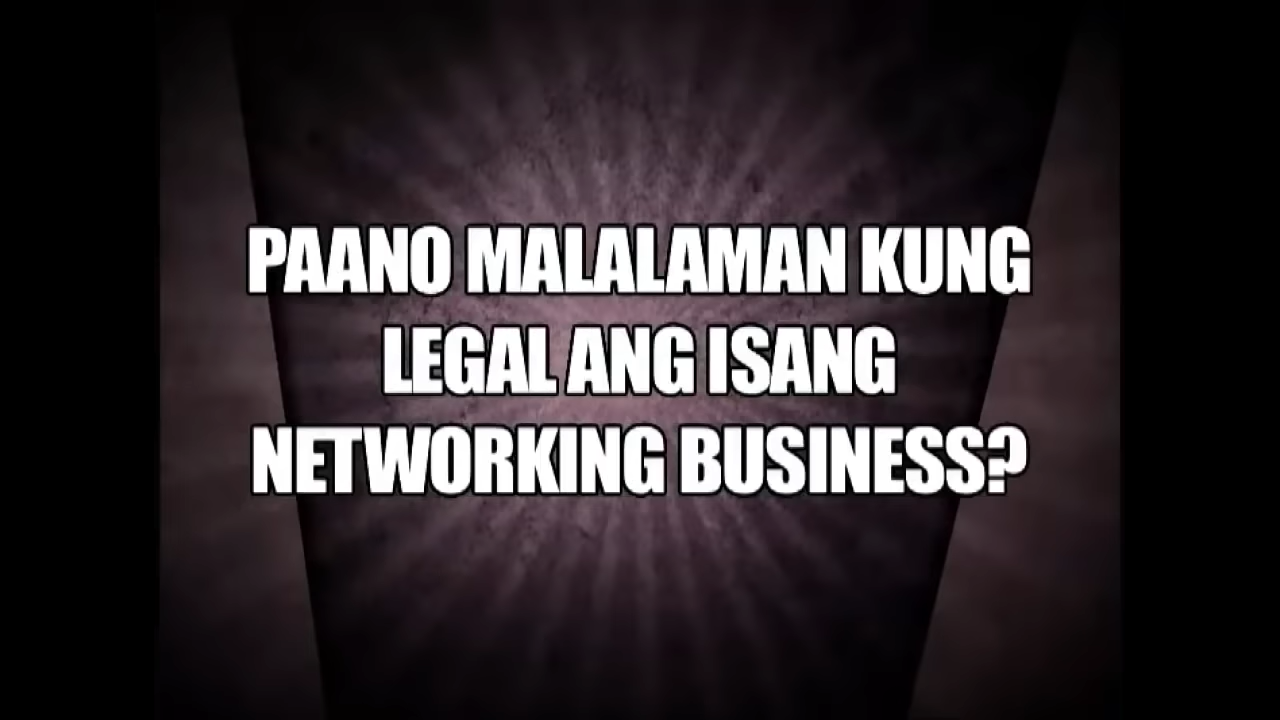 PAANO MALALAMAN KUNG
LEGAL ANG ISANG
NETWORKING BUSINESS?